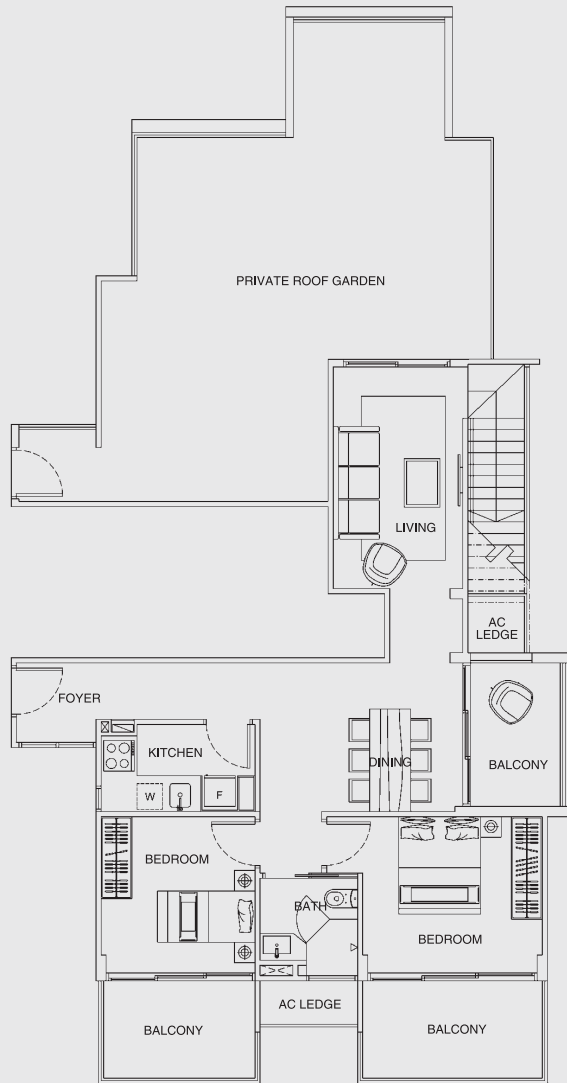 PRIVATE ROOF GARDEN
LIVING
AC
LEDGE
FOYER
KITCHEN
DINING
BALCONY
W
F
BEDROOM
BATH
BEDROOM
AC LEDGE
BALCONY
BALCONY